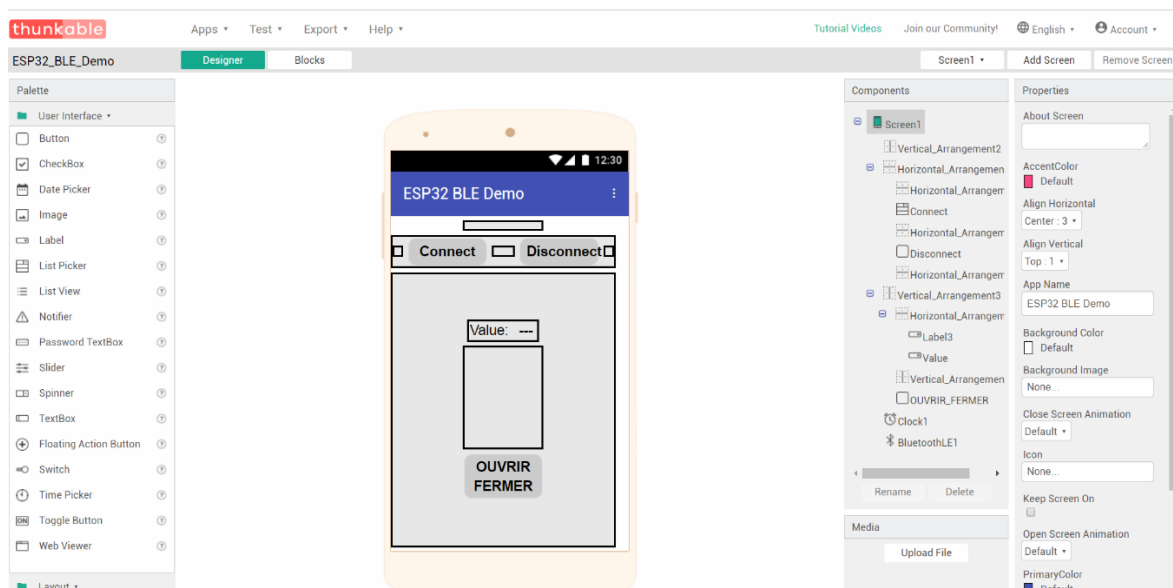 thunkable
Apps Test Export Help
Tutorial Videos Join our Community! English Account
ESP32_BLE_Demo
Designer Blocks
Screen1 Add Screen Remove Screen
Palette
User Interface
Button
CheckBox
Date Picker
Image
Label
List Picker
List View
Notifier
Password TextBox
Slider
Spinner
TextBox
Floating Action Button
Switch
Time Picker
ON Toggle Button
Web Viewer
Layout
12:30
ESP32 BLE Demo
Connect Disconnect
Value: ---
OUVRIR
FERMER
Components
Screen1
Vertical_Arrangement2
Horizontal_Arrangemen
Horizontal_Arrangem
Connect
Horizontal_Arrangem
Disconnect
Horizontal_Arrangem
Vertical_Arrangement3
Horizontal_Arrangem
Label3
Value
Vertical_Arrangemen
OUVRIR_FERMER
Clock1
BluetoothLE1
Rename Delete
Media
Upload File
Properties
About Screen
AccentColor
Default
Align Horizontal
Center : 3
Align Vertical
Top : 1
App Name
ESP32 BLE Demo
Background Color
Default
Background Image
None...
Close Screen Animation
Default
Icon
None...
Keep Screen On
Open Screen Animation
Default
PrimaryColor
Default